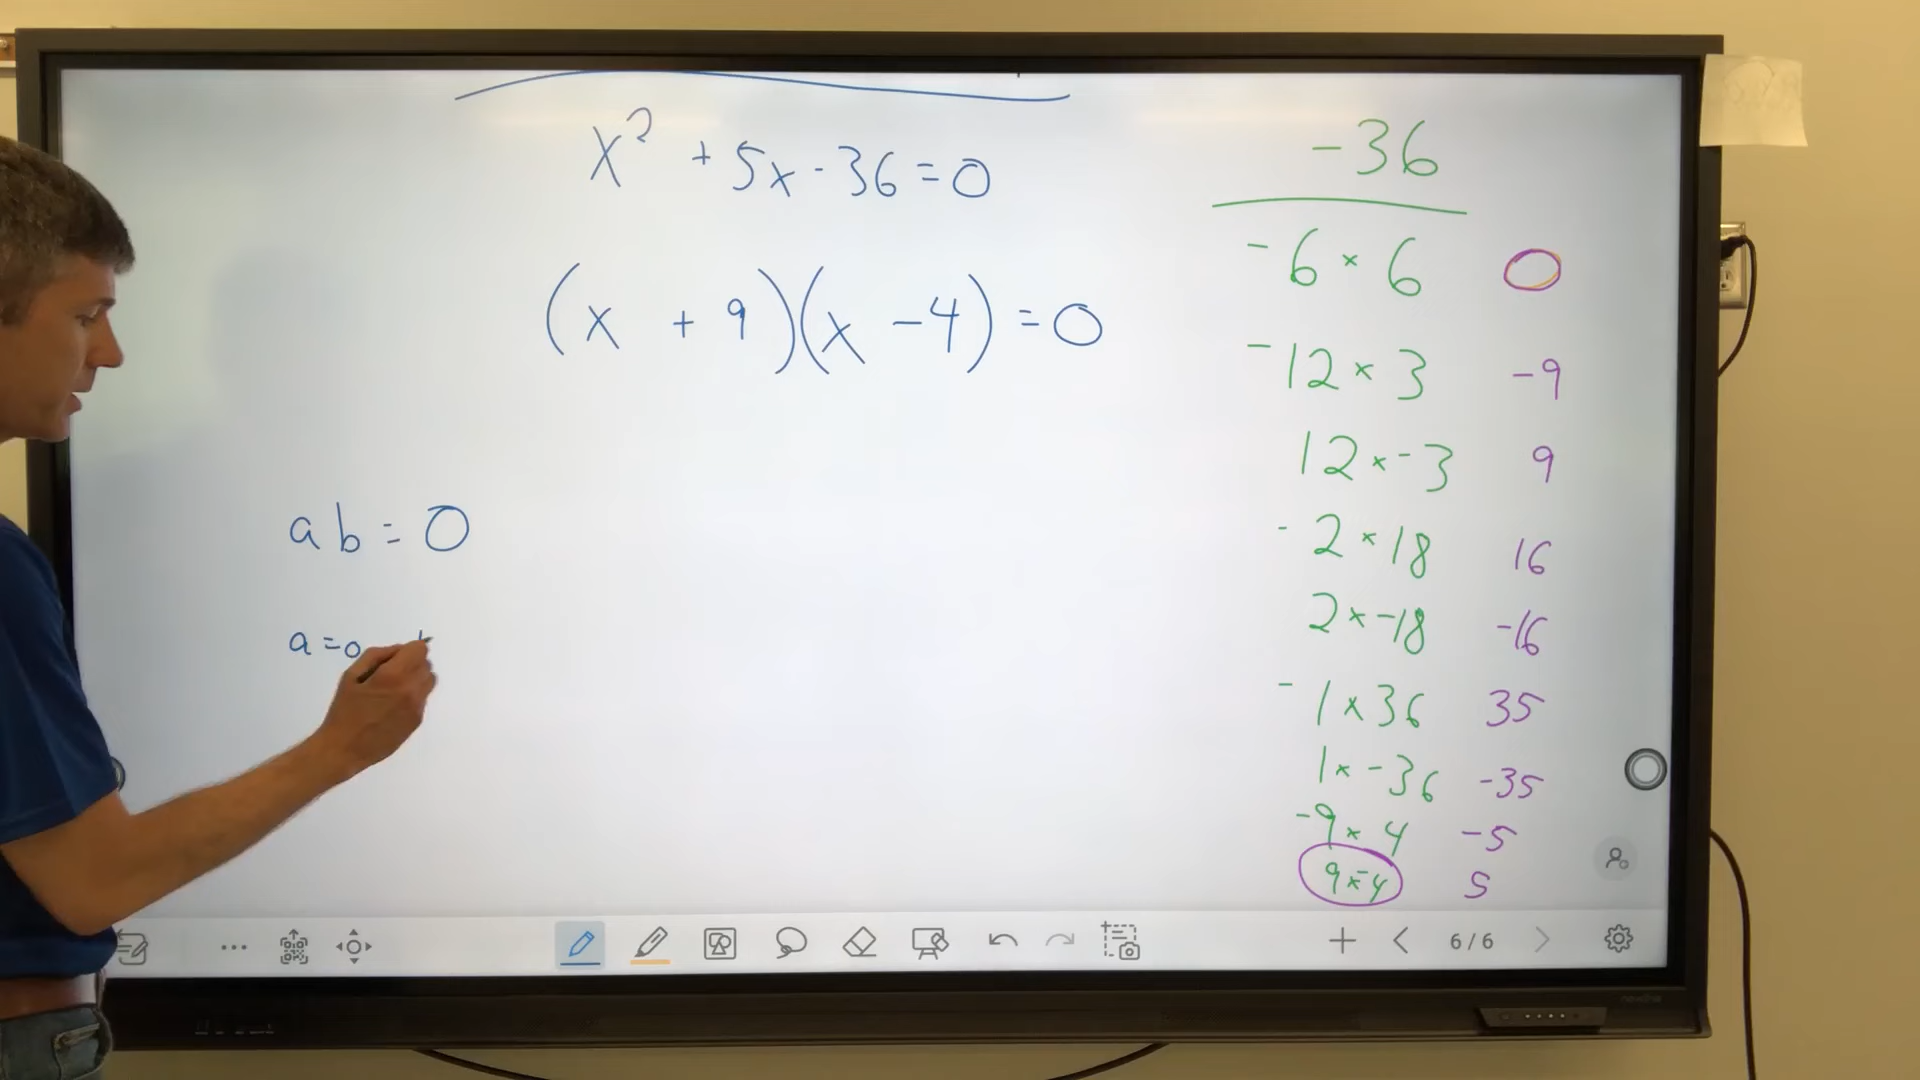 x² + 5x - 36 = 0
(x + 9)(x - 4) = 0
ab = 0
a = 0
-36
-6 × 6 0
-12 × 3 -9
12 × -3 9
-2 × 18 16
2 × -18 -16
-1 × 36 35
1 × -36 -35
-9 × 4 -5
9 × -4 5
6/6
newline